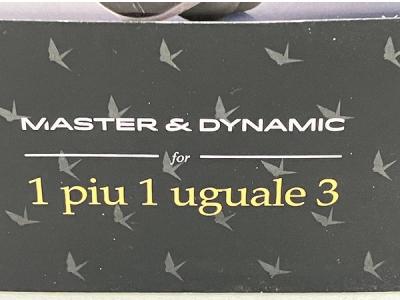 MASTER & DYNAMIC
for
1 piu 1 uguale 3